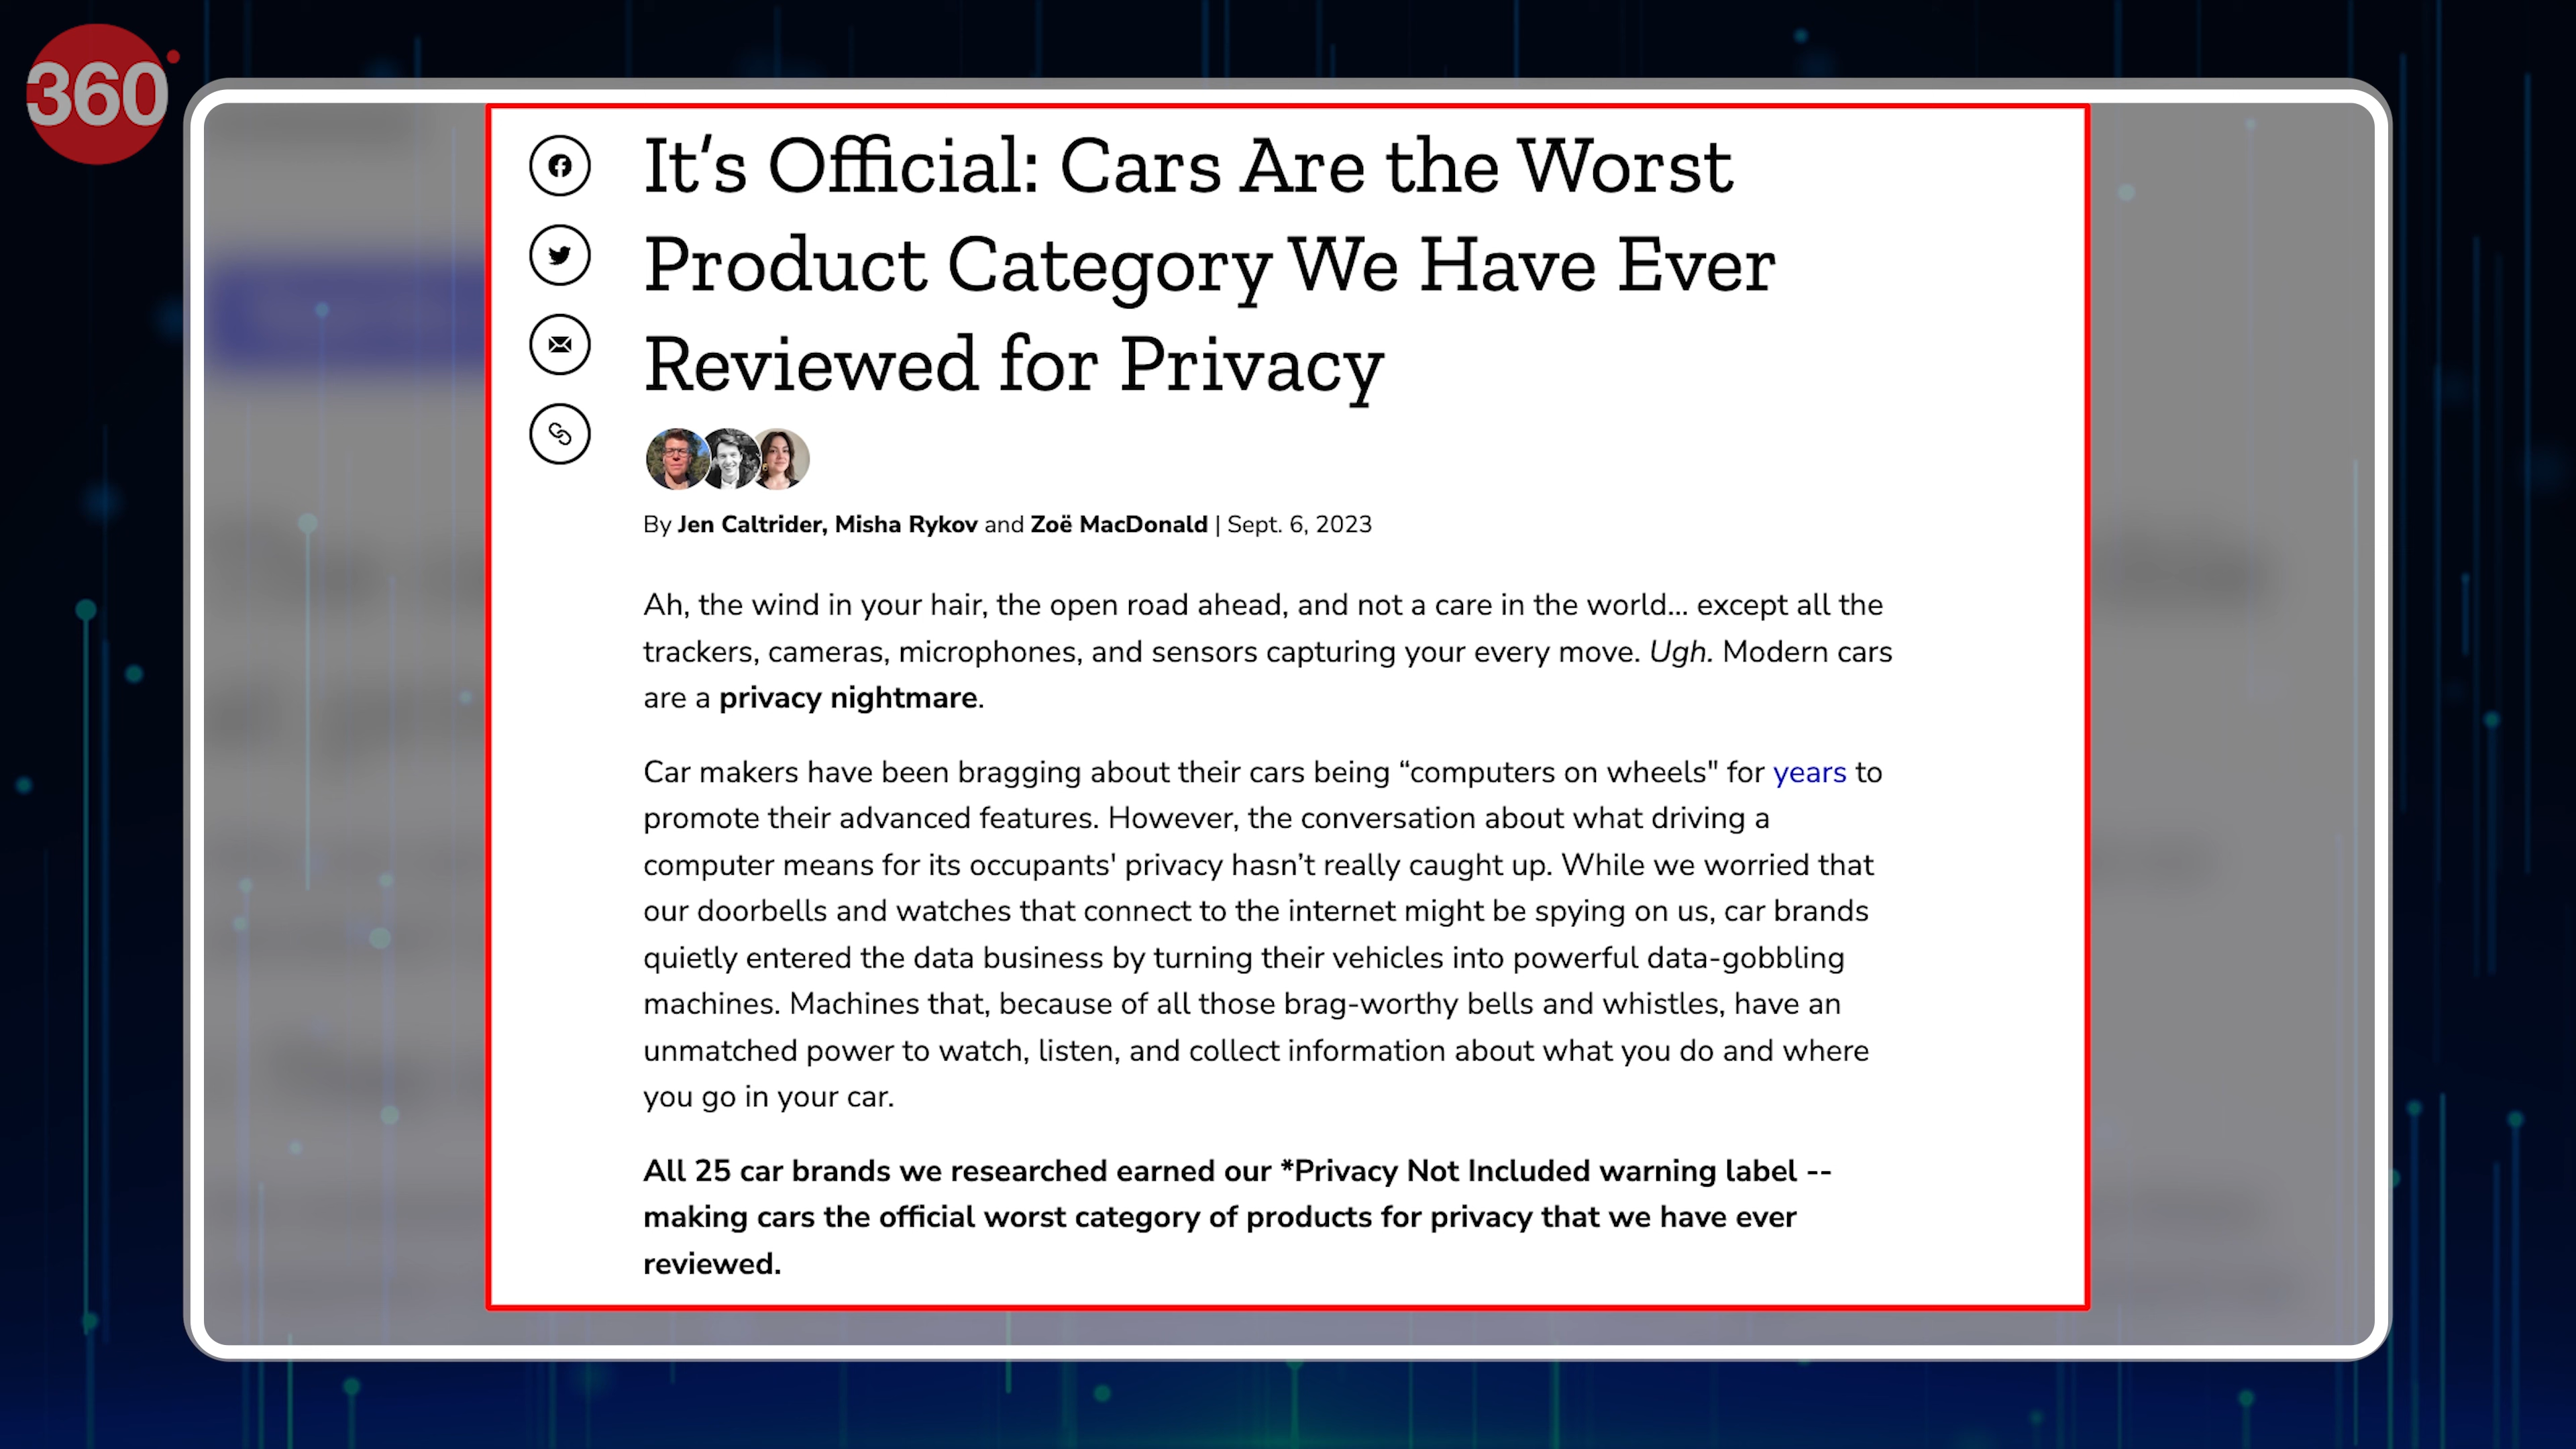 360
It's Official: Cars Are the Worst
Product Category We Have Ever
Reviewed for Privacy
By Jen Caltrider, Misha Rykov and Zoë MacDonald | Sept. 6, 2023
Ah, the wind in your hair, the open road ahead, and not a care in the world... except all the
trackers, cameras, microphones, and sensors capturing your every move. Ugh. Modern cars
are a privacy nightmare.
Car makers have been bragging about their cars being “computers on wheels" for years to
promote their advanced features. However, the conversation about what driving a
computer means for its occupants' privacy hasn’t really caught up. While we worried that
our doorbells and watches that connect to the internet might be spying on us, car brands
quietly entered the data business by turning their vehicles into powerful data-gobbling
machines. Machines that, because of all those brag-worthy bells and whistles, have an
unmatched power to watch, listen, and collect information about what you do and where
you go in your car.
All 25 car brands we researched earned our *Privacy Not Included warning label --
making cars the official worst category of products for privacy that we have ever
reviewed.